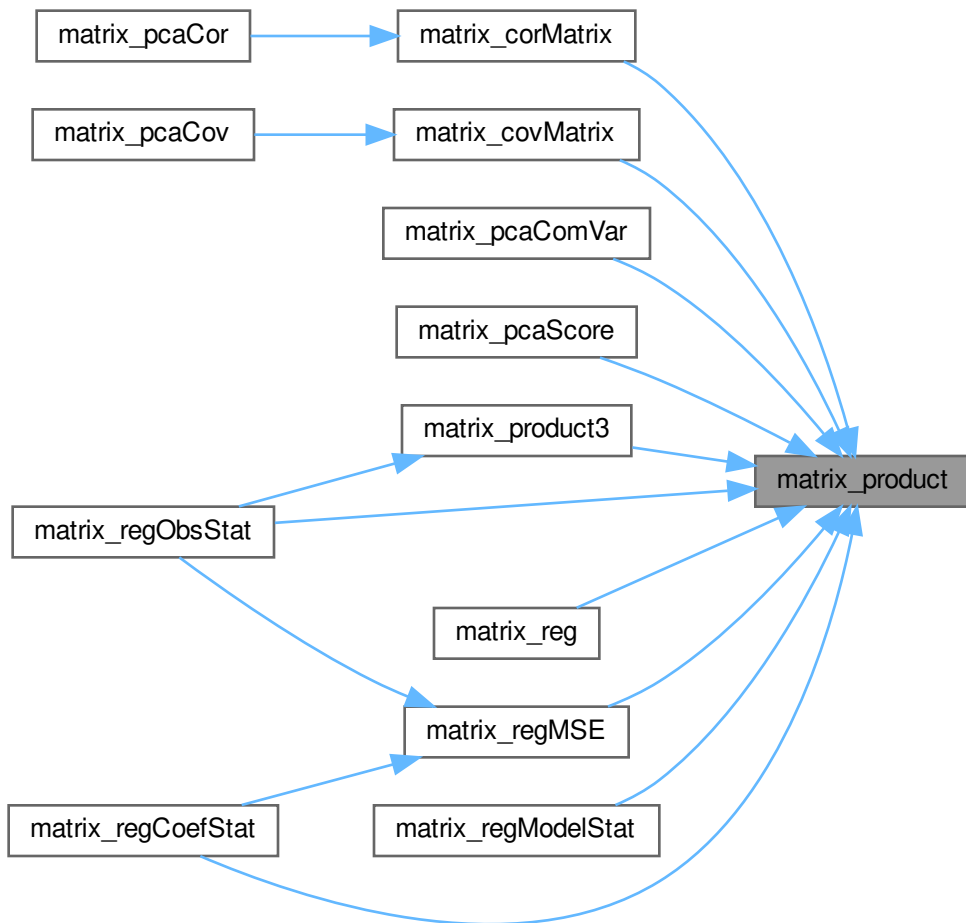 matrix_pcaCor
matrix_corMatrix
matrix_pcaCov
matrix_covMatrix
matrix_pcaComVar
matrix_pcaScore
matrix_product3
matrix_product
matrix_regObsStat
matrix_reg
matrix_regMSE
matrix_regCoefStat
matrix_regModelStat